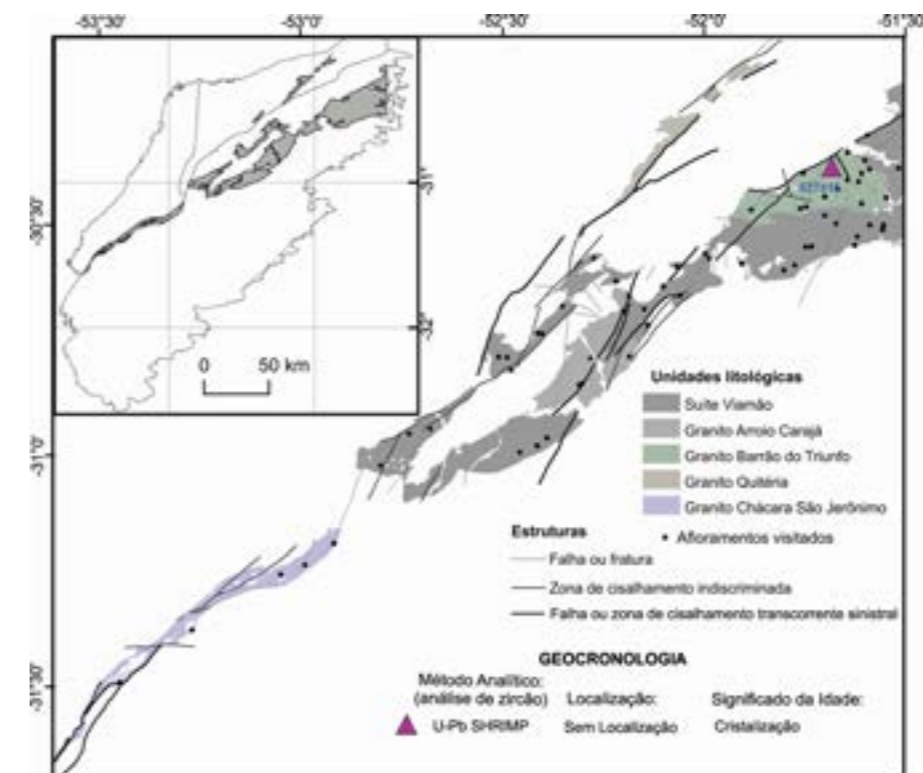 -53°30'
-53°0'
-52°30'
-52°0'
-51°30'
-31°
-32°
0 50 km
-30°30'
-31°0'
-31°30'
Unidades litológicas
Suíte Viamão
Granito Arroio Carajá
Granito Barrão do Triunfo
Granito Quitéria
Granito Chácara São Jerônimo
Afloramentos visitados
Estruturas
Falha ou fratura
Zona de cisalhamento indiscriminada
Falha ou zona de cisalhamento transcorrente sinistral
GEOCRONOLOGIA
Método Analítico: (análise de zircão)
Localização:
Significado da Idade:
U-Pb SHRIMP
Sem Localização
Cristalização